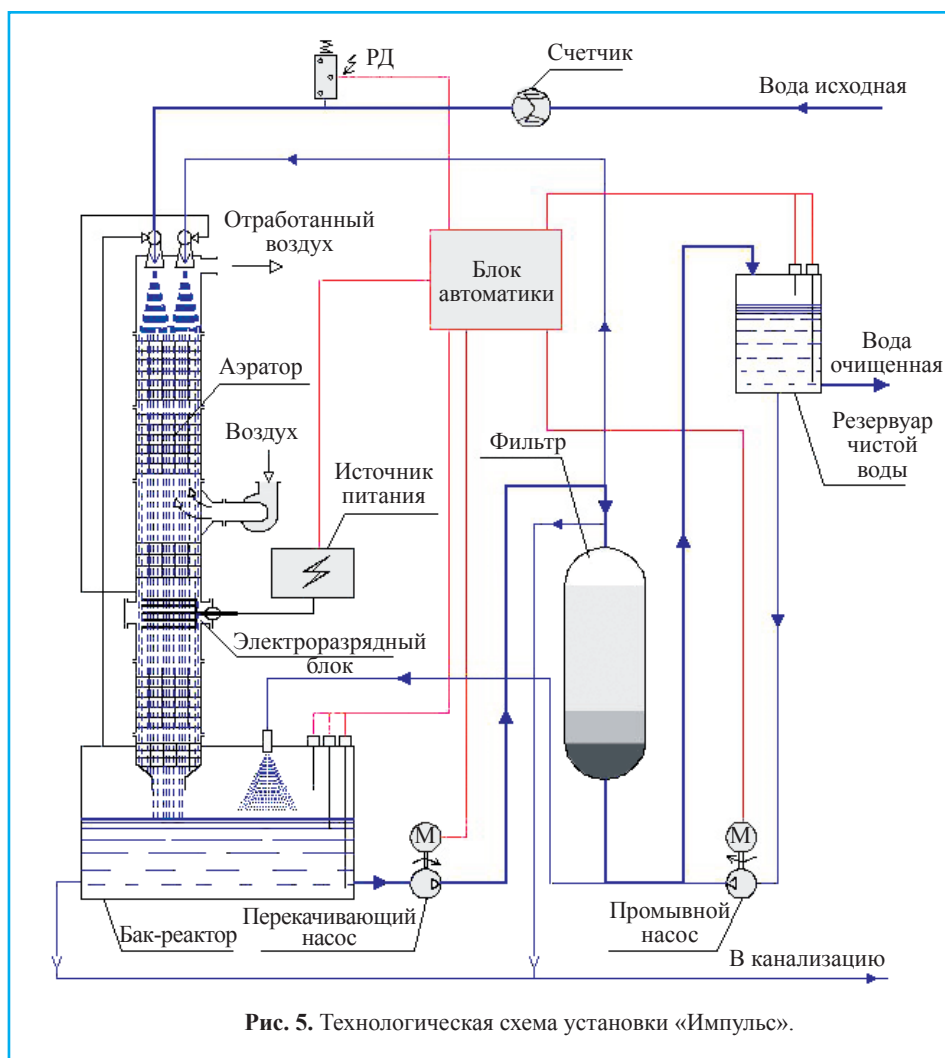 РД
Счетчик
Вода исходная
Отработанный
воздух
Блок
автоматики
Аэратор
Вода
очищенная
Воздух
Фильтр
Резервуар
чистой
воды
Источник
питания
Электроразрядный
блок
М
М
Перекачивающий
насос
Промывной
насос
Бак-реактор
В канализацию
Рис. 5. Технологическая схема установки «Импульс».